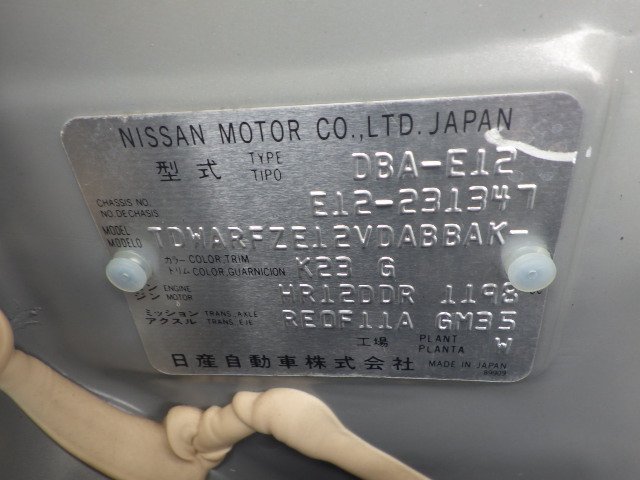 NISSAN MOTOR CO.,LTD. JAPAN
型式 TYPE TIPO DBA-E12
CHASSIS NO. NO.DE CHASIS E12-231347
MODEL MODELO TDWARFZE12VDABBAK-
カラー COLOR,TRIM トリム COLOR,GUARNICION K23 G
ン ENGINE ジン MOTOR HR12DDR 1198 cc
ミッション TRANS.,AXLE アクスル TRANS.,EJE RE0F11A GM35
工場 PLANT PLANTA W
日産自動車株式会社 MADE IN JAPAN
89909